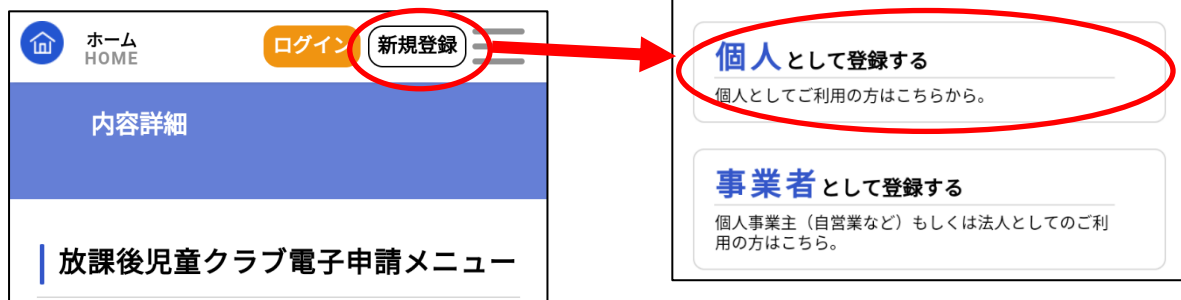 ホーム
HOME
ログイン
新規登録
内容詳細
放課後児童クラブ電子申請メニュー
個人として登録する
個人としてご利用の方はこちらから。
事業者として登録する
個人事業主（自営業など）もしくは法人としてのご利
用の方はこちら。